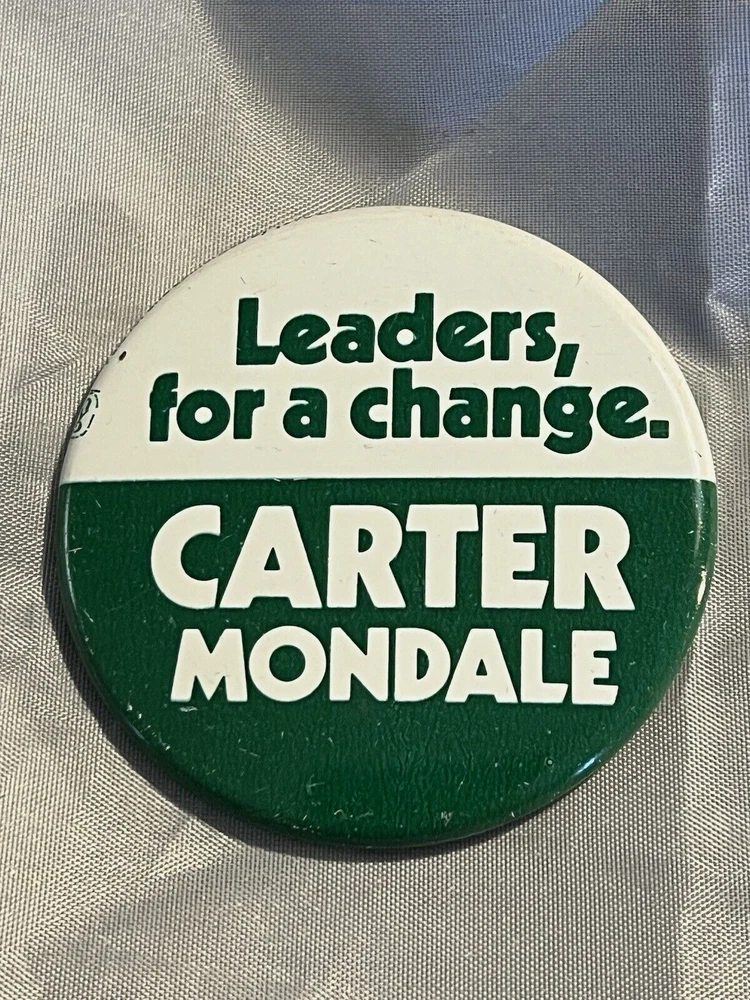 Leaders,
for a change.
CARTER
MONDALE